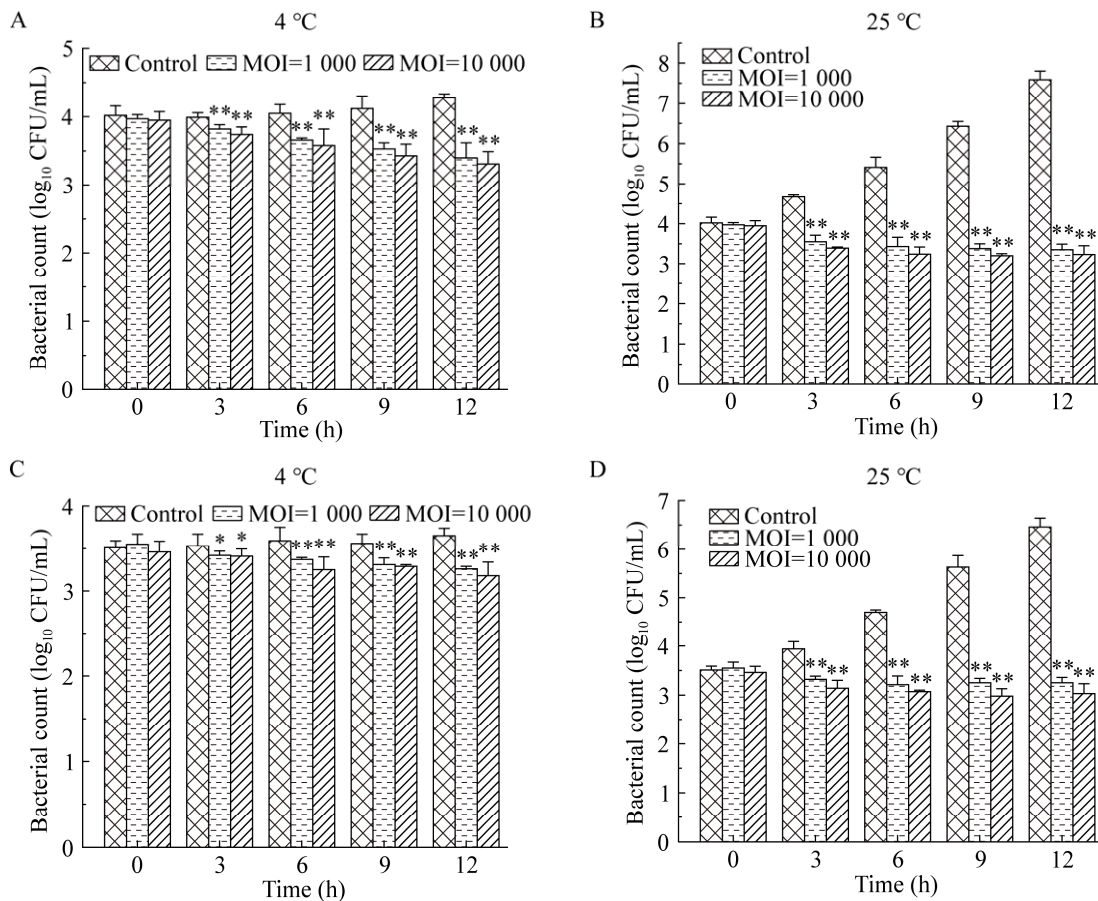 A
4 ℃
Control MOI=1 000 MOI=10 000
Bacterial count (log₁₀ CFU/mL)
5
4
3
2
1
0
** **
** **
** **
** **
0 3 6 9 12
Time (h)
B
25 ℃
Control
MOI=1 000
MOI=10 000
Bacterial count (log₁₀ CFU/mL)
8
7
6
5
4
3
2
1
0
** **
** **
** **
** **
0 3 6 9 12
Time (h)
C
4 ℃
Control MOI=1 000 MOI=10 000
Bacterial count (log₁₀ CFU/mL)
4
3
2
1
0
* *
** **
** **
** **
0 3 6 9 12
Time (h)
D
25 ℃
Control
MOI=1 000
MOI=10 000
Bacterial count (log₁₀ CFU/mL)
7
6
5
4
3
2
1
0
** **
** **
** **
** **
0 3 6 9 12
Time (h)